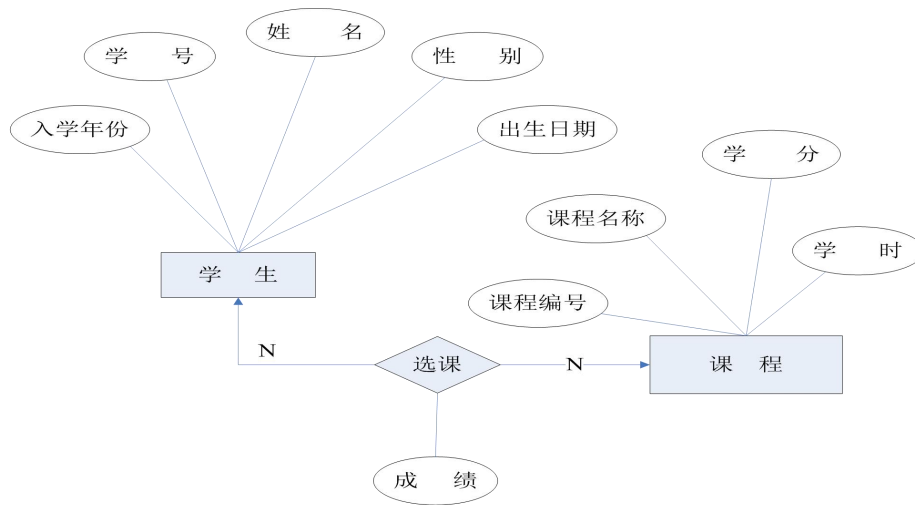 姓 名
学 号
性 别
入学年份
出生日期
学 分
课程名称
学 时
学 生
课程编号
N
选课
N
课 程
成 绩